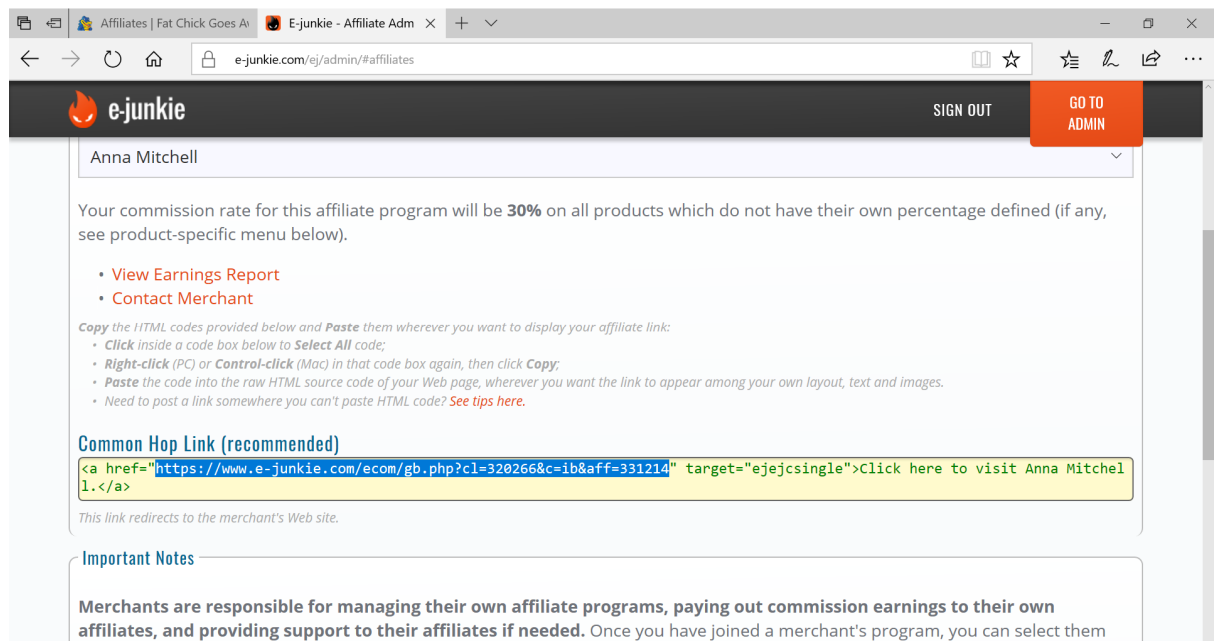 Affiliates | Fat Chick Goes Av
E-junkie - Affiliate Adm
e-junkie.com/ej/admin/#affiliates
e-junkie
SIGN OUT
GO TO
ADMIN
Anna Mitchell
Your commission rate for this affiliate program will be 30% on all products which do not have their own percentage defined (if any,
see product-specific menu below).
• View Earnings Report
• Contact Merchant
Copy the HTML codes provided below and Paste them wherever you want to display your affiliate link:
• Click inside a code box below to Select All code;
• Right-click (PC) or Control-click (Mac) in that code box again, then click Copy;
• Paste the code into the raw HTML source code of your Web page, wherever you want the link to appear among your own layout, text and images.
• Need to post a link somewhere you can't paste HTML code? See tips here.
Common Hop Link (recommended)
<a href="https://www.e-junkie.com/ecom/gb.php?cl=320266&c=ib&aff=331214" target="ejejcsingle">Click here to visit Anna Mitchel
l.</a>
This link redirects to the merchant's Web site.
Important Notes
Merchants are responsible for managing their own affiliate programs, paying out commission earnings to their own
affiliates, and providing support to their affiliates if needed. Once you have joined a merchant's program, you can select them